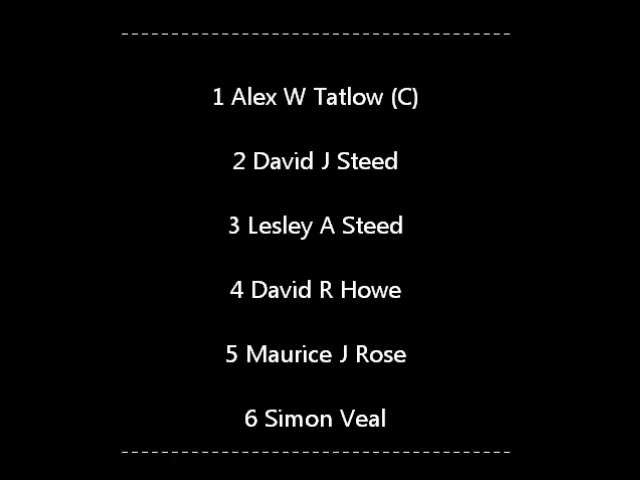 ---------------------------------------
1 Alex W Tatlow (C)
2 David J Steed
3 Lesley A Steed
4 David R Howe
5 Maurice J Rose
6 Simon Veal
---------------------------------------